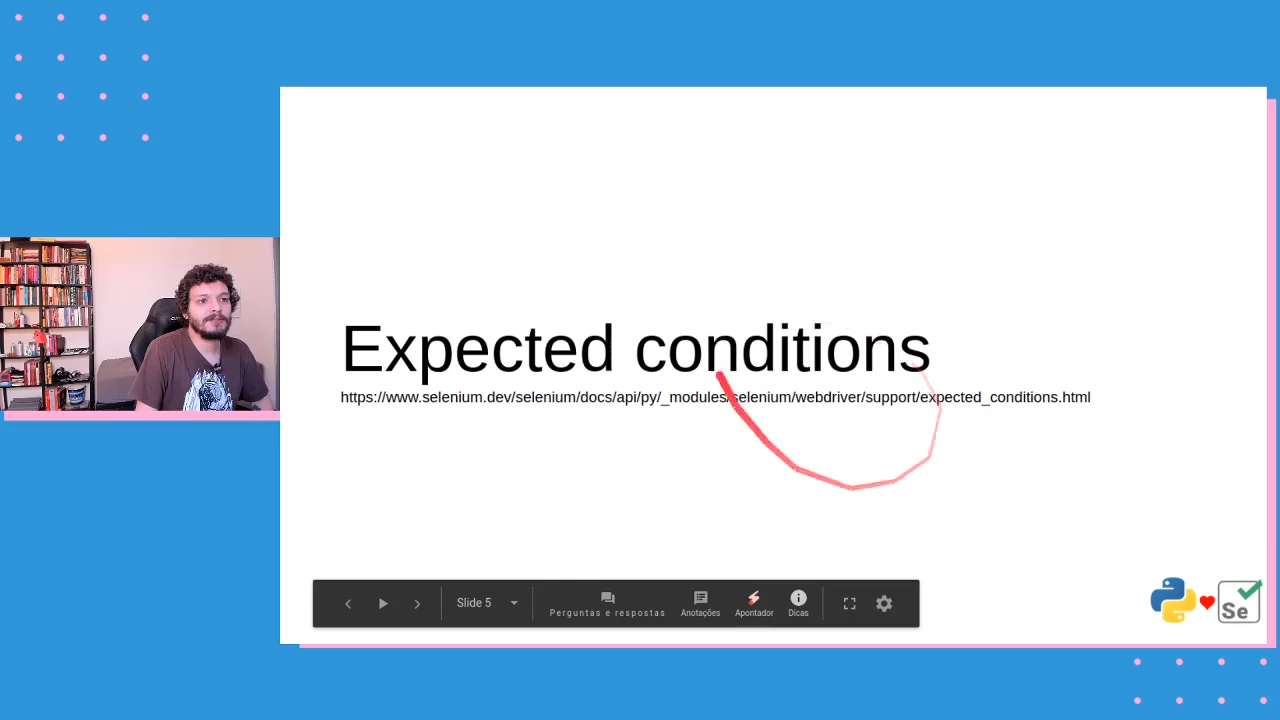 Expected conditions
https://www.selenium.dev/selenium/docs/api/py/_modules/selenium/webdriver/support/expected_conditions.html
Slide 5
Perguntas e respostas
Anotações
Apontador
Dicas
Se